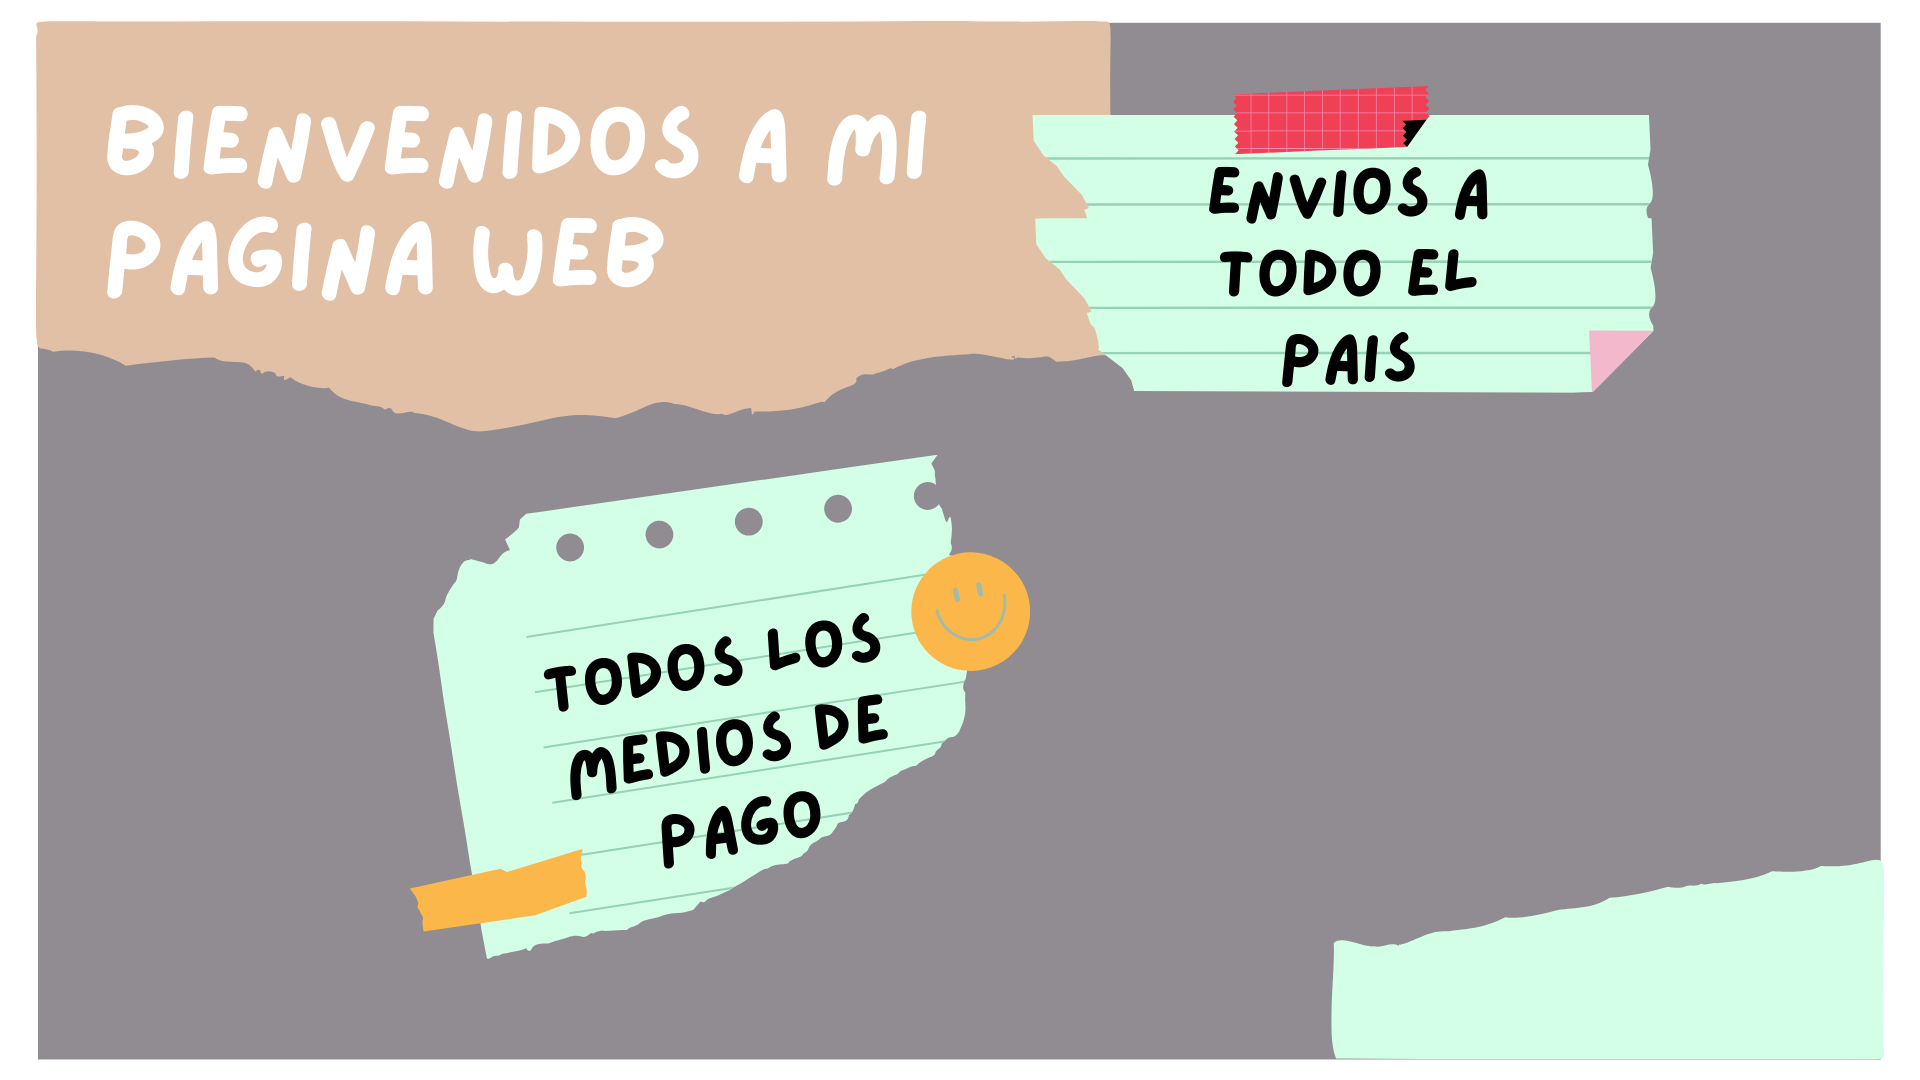 BIENVENIDOS A MI
PAGINA WEB
ENVIOS A
TODO EL
PAIS
TODOS LOS
MEDIOS DE
PAGO